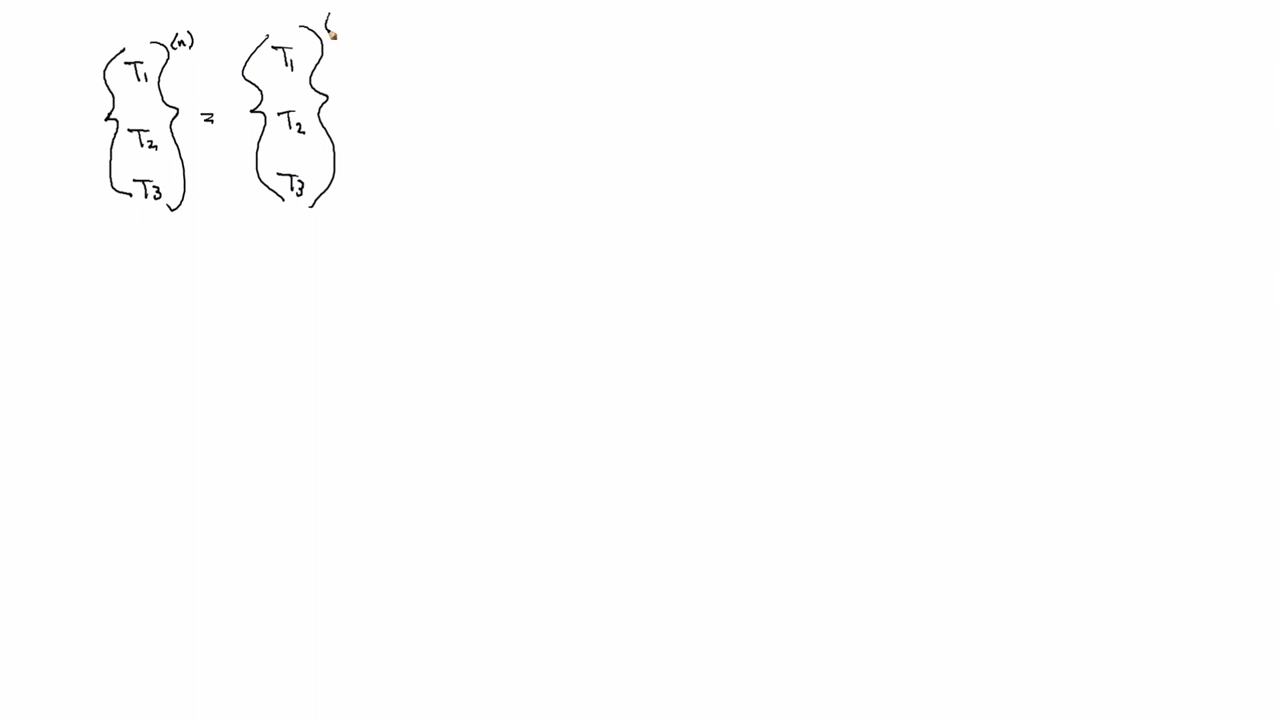 {T₁ T₂ T₃}⁽ⁿ⁾ = {T₁ T₂ T₃}⁽